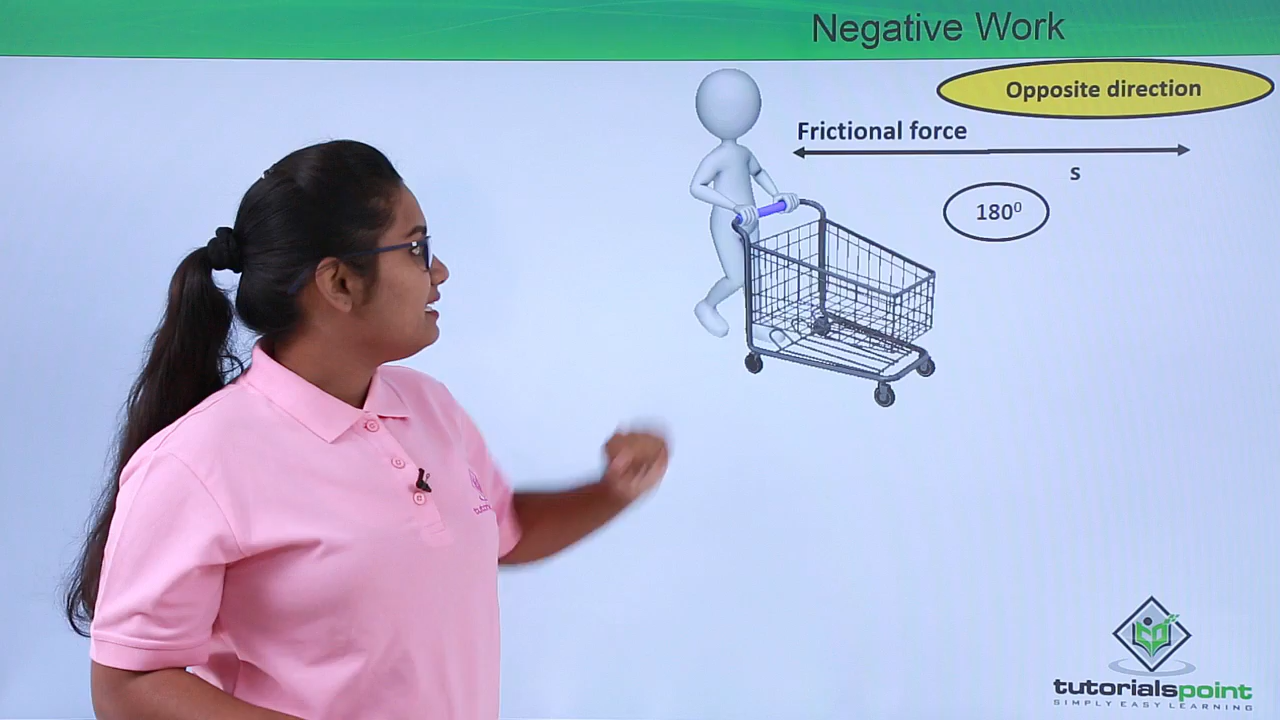 Negative Work
Opposite direction
Frictional force
s
180⁰
tutorialspoint
SIMPLY EASY LEARNING